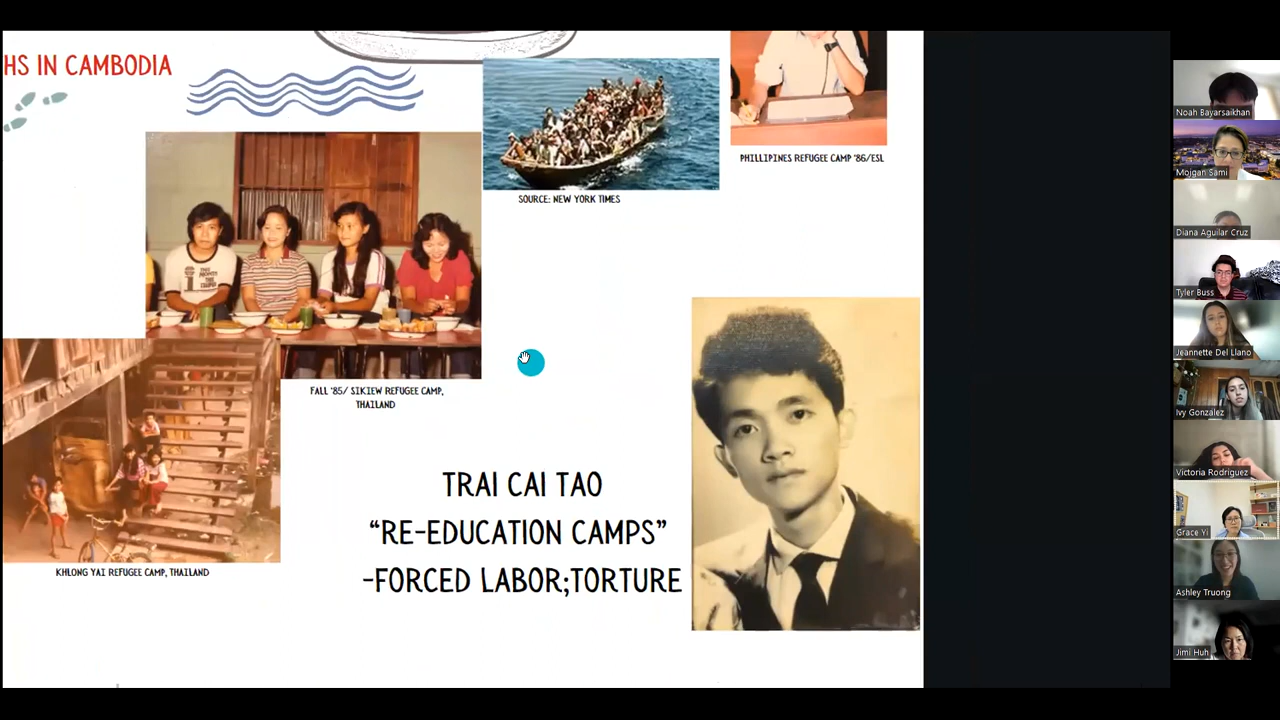 HS IN CAMBODIA
SOURCE: NEW YORK TIMES
PHILLIPINES REFUGEE CAMP '86/ESL
FALL '85/ SIKIEW REFUGEE CAMP,
THAILAND
KHLONG YAI REFUGEE CAMP, THAILAND
TRAI CAI TAO
“RE-EDUCATION CAMPS”
-FORCED LABOR;TORTURE
Noah Bayarsaikhan
Mojgan Sami
Diana Aguilar Cruz
Tyler Buss
Jeannette Del Llano
Ivy Gonzalez
Victoria Rodriguez
Grace Yi
Ashley Truong
Jimi Huh